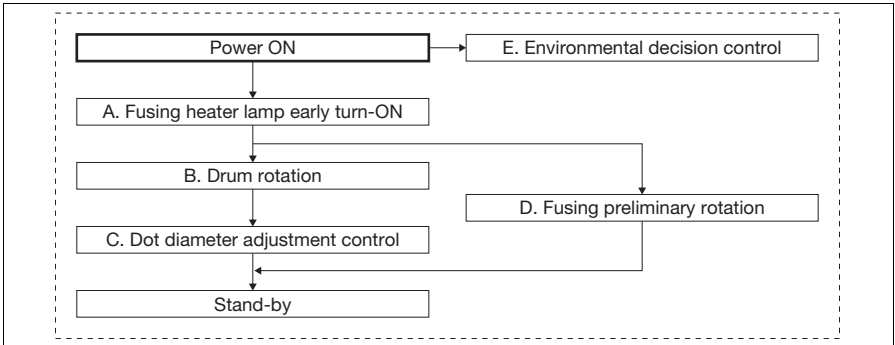 Power ON
E. Environmental decision control
A. Fusing heater lamp early turn-ON
B. Drum rotation
D. Fusing preliminary rotation
C. Dot diameter adjustment control
Stand-by